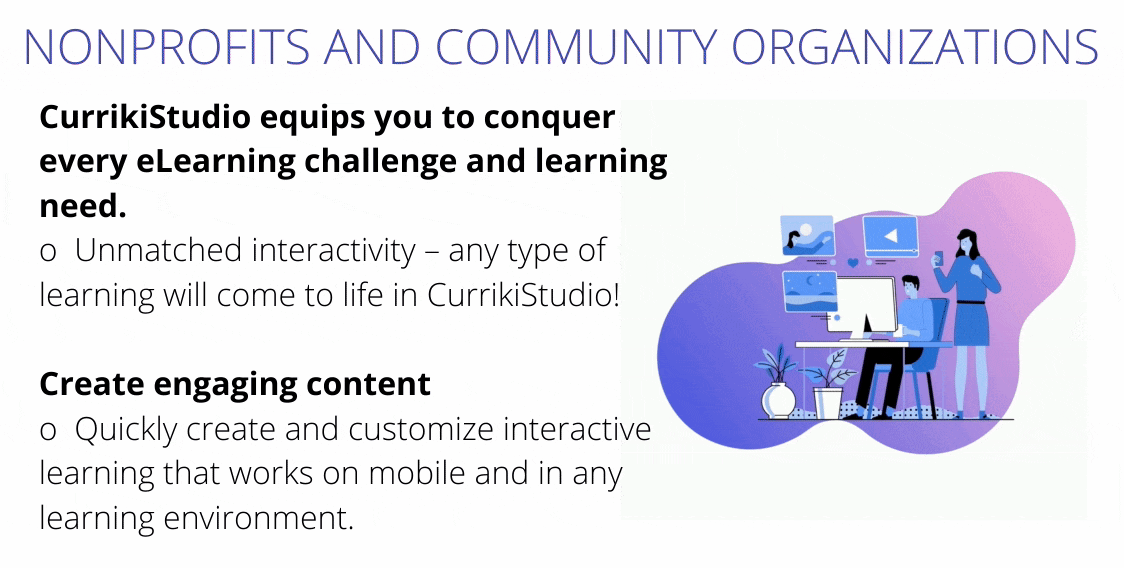 NONPROFITS AND COMMUNITY ORGANIZATIONS
CurrikiStudio equips you to conquer
every eLearning challenge and learning
need.
o Unmatched interactivity – any type of
learning will come to life in CurrikiStudio!
Create engaging content
o Quickly create and customize interactive
learning that works on mobile and in any
learning environment.